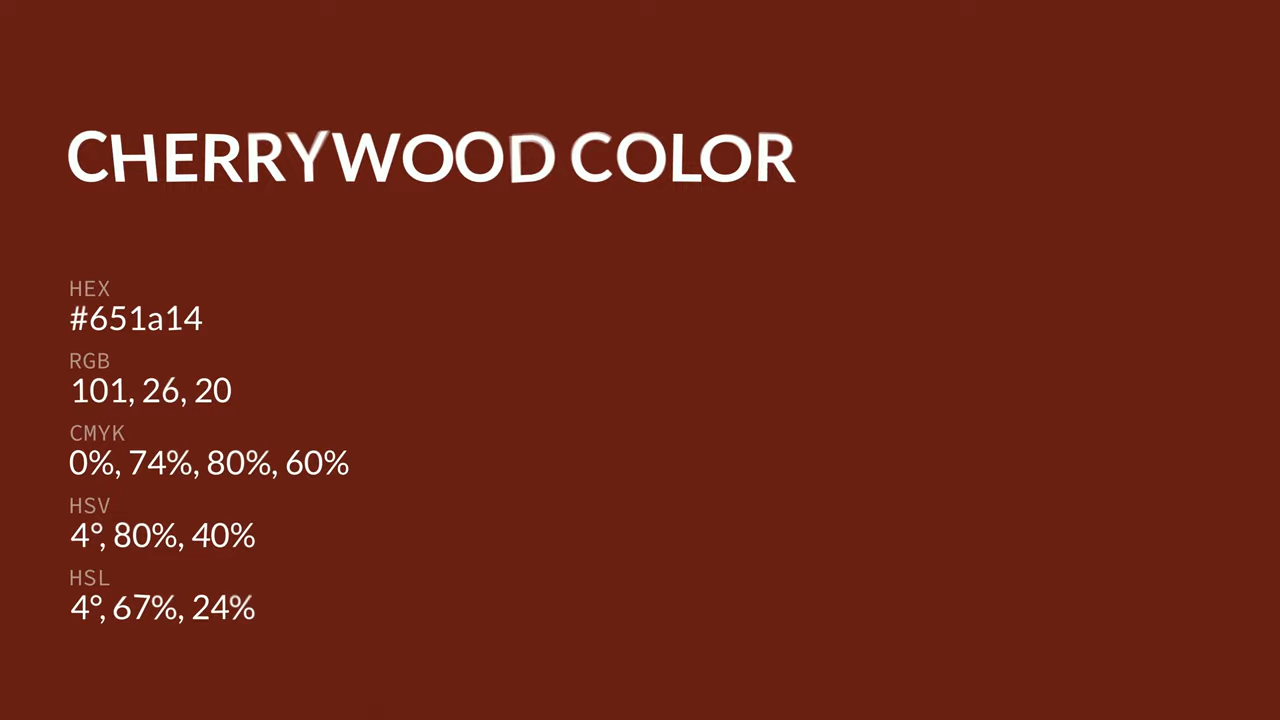 CHERRYWOOD COLOR
HEX
#651a14
RGB
101, 26, 20
CMYK
0%, 74%, 80%, 60%
HSV
4°, 80%, 40%
HSL
4°, 67%, 24%